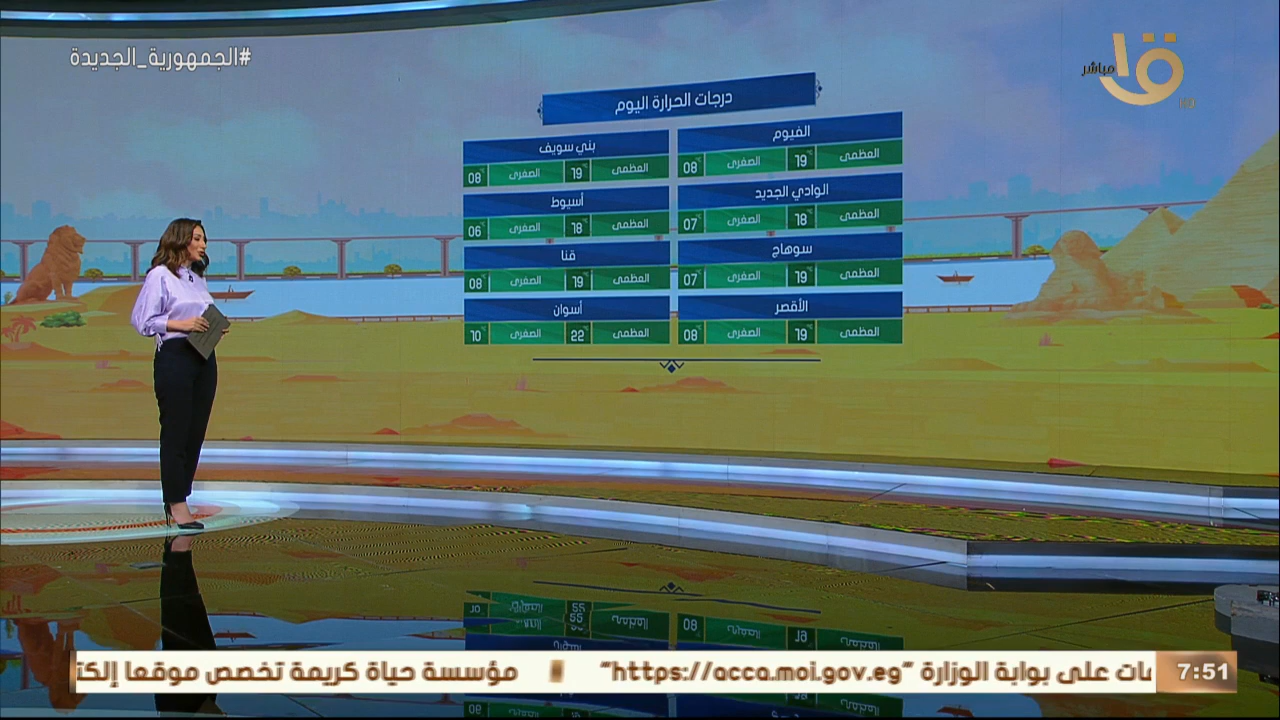 #الجمهورية_الجديدة
مباشر
درجات الحرارة اليوم
الفيوم
العظمى 19 الصغرى 08
بني سويف
العظمى 19 الصغرى 08
الوادي الجديد
العظمى 18 الصغرى 07
أسيوط
العظمى 18 الصغرى 06
سوهاج
العظمى 19 الصغرى 07
قنا
العظمى 19 الصغرى 08
الأقصر
العظمى 19 الصغرى 08
أسوان
العظمى 22 الصغرى 10
7:51
على بوابة الوزارة "https://acca.moi.gov.eg" مؤسسة حياة كريمة تخصص موقعا